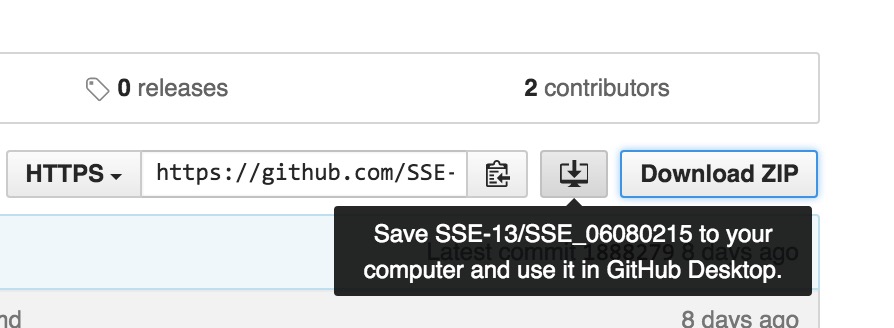 0 releases
2 contributors
HTTPS
https://github.com/SSE-
Download ZIP
Save SSE-13/SSE_06080215 to your
computer and use it in GitHub Desktop.
Latest commit 1888279 8 days ago
nd
8 days ago